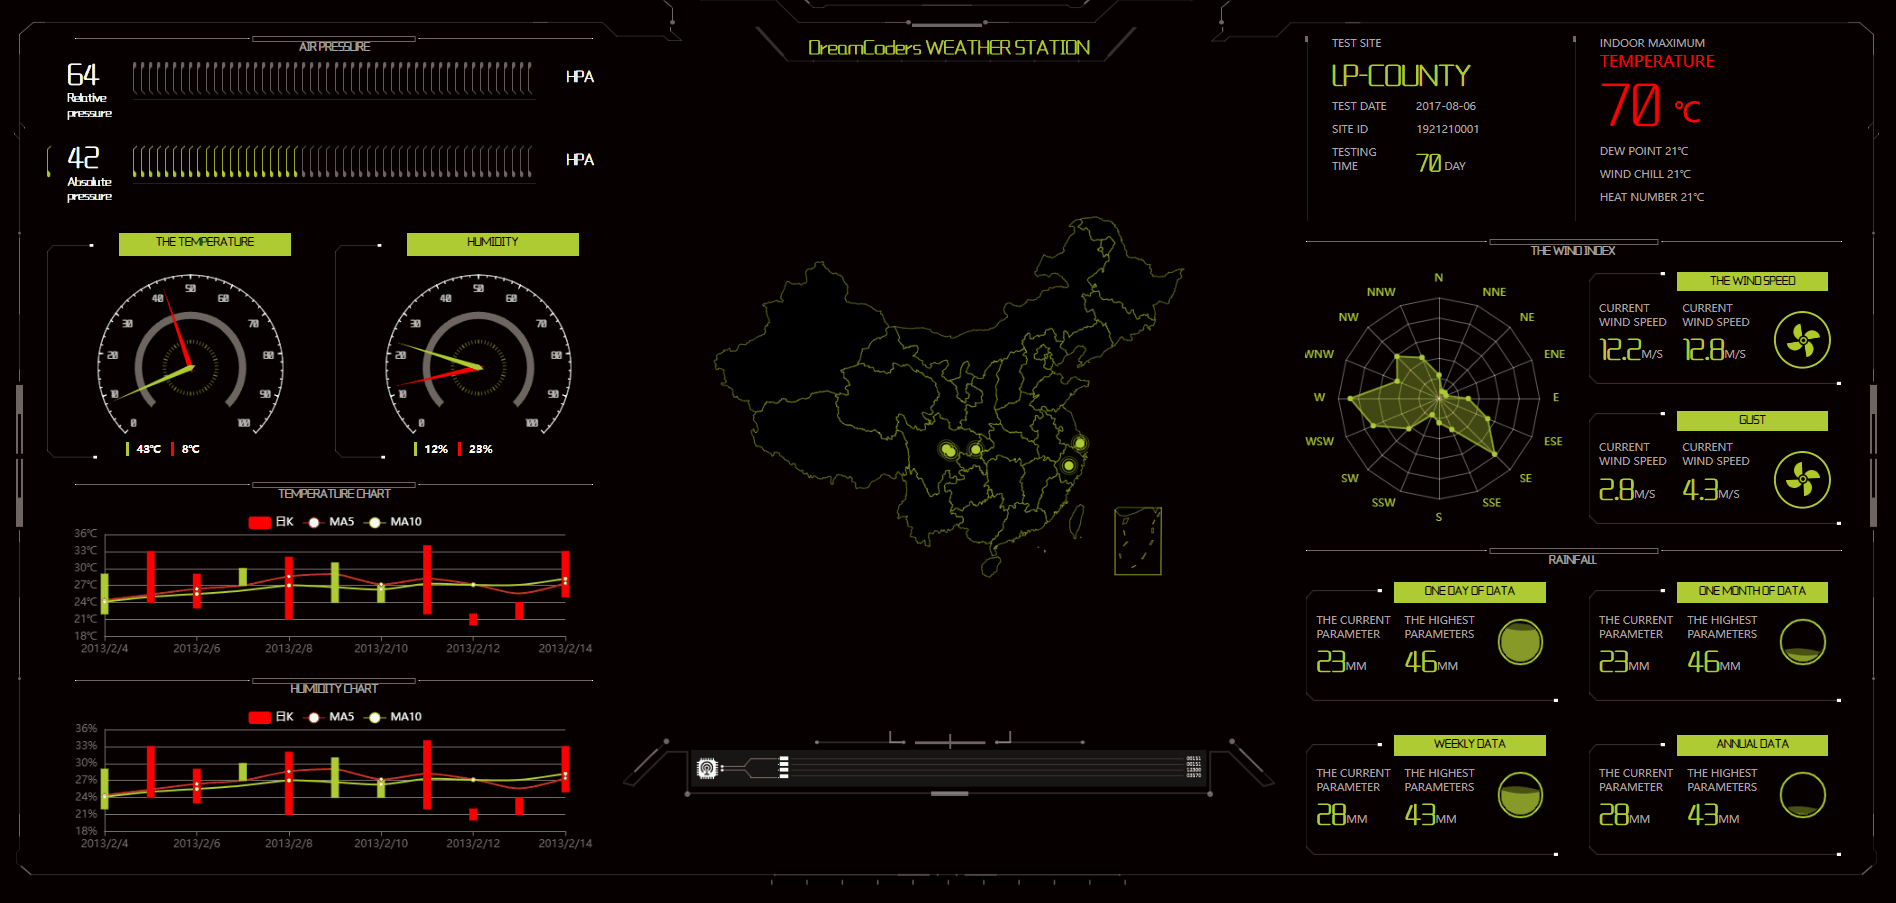 DreamCoders WEATHER STATION
AIR PRESSURE
64
Relative
pressure
HPA
42
Absolute
pressure
HPA
THE TEMPERATURE
0
10
20
30
40
50
60
70
80
90
100
43℃ 8℃
HUMIDITY
0
10
20
30
40
50
60
70
80
90
100
12% 23%
TEMPERATURE CHART
日K MA5 MA10
36℃
33℃
30℃
27℃
24℃
21℃
18℃
2013/2/4 2013/2/6 2013/2/8 2013/2/10 2013/2/12 2013/2/14
HUMIDITY CHART
日K MA5 MA10
36%
33%
30%
27%
24%
21%
18%
2013/2/4 2013/2/6 2013/2/8 2013/2/10 2013/2/12 2013/2/14
00151
00151
12300
03570
TEST SITE
LP-COUNTY
TEST DATE 2017-08-06
SITE ID 1921210001
TESTING
TIME
70 DAY
INDOOR MAXIMUM
TEMPERATURE
70 ℃
DEW POINT 21℃
WIND CHILL 21℃
HEAT NUMBER 21℃
THE WIND INDEX
N
NNE
NE
ENE
E
ESE
SE
SSE
S
SSW
SW
WSW
W
WNW
NW
NNW
THE WIND SPEED
CURRENT
WIND SPEED
12.2M/S
CURRENT
WIND SPEED
12.8M/S
GUST
CURRENT
WIND SPEED
2.8M/S
CURRENT
WIND SPEED
4.3M/S
RAINFALL
ONE DAY OF DATA
THE CURRENT
PARAMETER
23MM
THE HIGHEST
PARAMETERS
46MM
ONE MONTH OF DATA
THE CURRENT
PARAMETER
23MM
THE HIGHEST
PARAMETERS
46MM
WEEKLY DATA
THE CURRENT
PARAMETER
28MM
THE HIGHEST
PARAMETERS
43MM
ANNUAL DATA
THE CURRENT
PARAMETER
28MM
THE HIGHEST
PARAMETERS
43MM